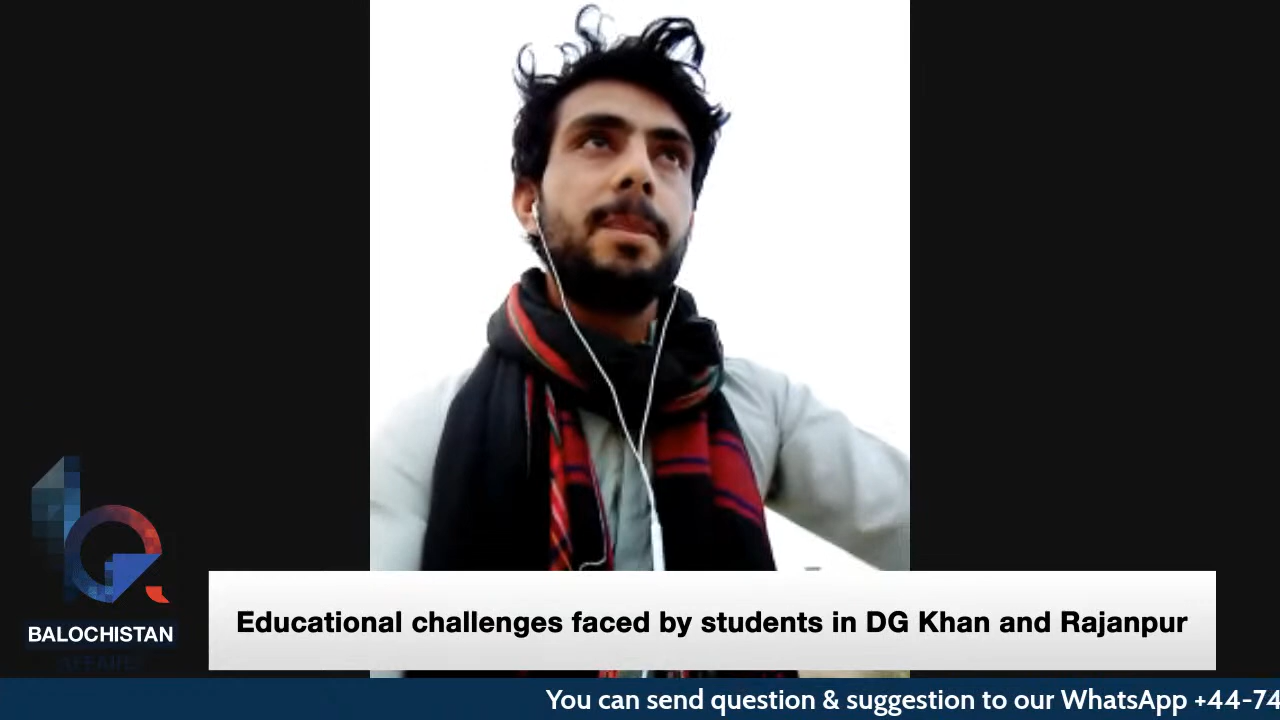 BALOCHISTAN
AFFAIRS
Educational challenges faced by students in DG Khan and Rajanpur
You can send question & suggestion to our WhatsApp +44-74